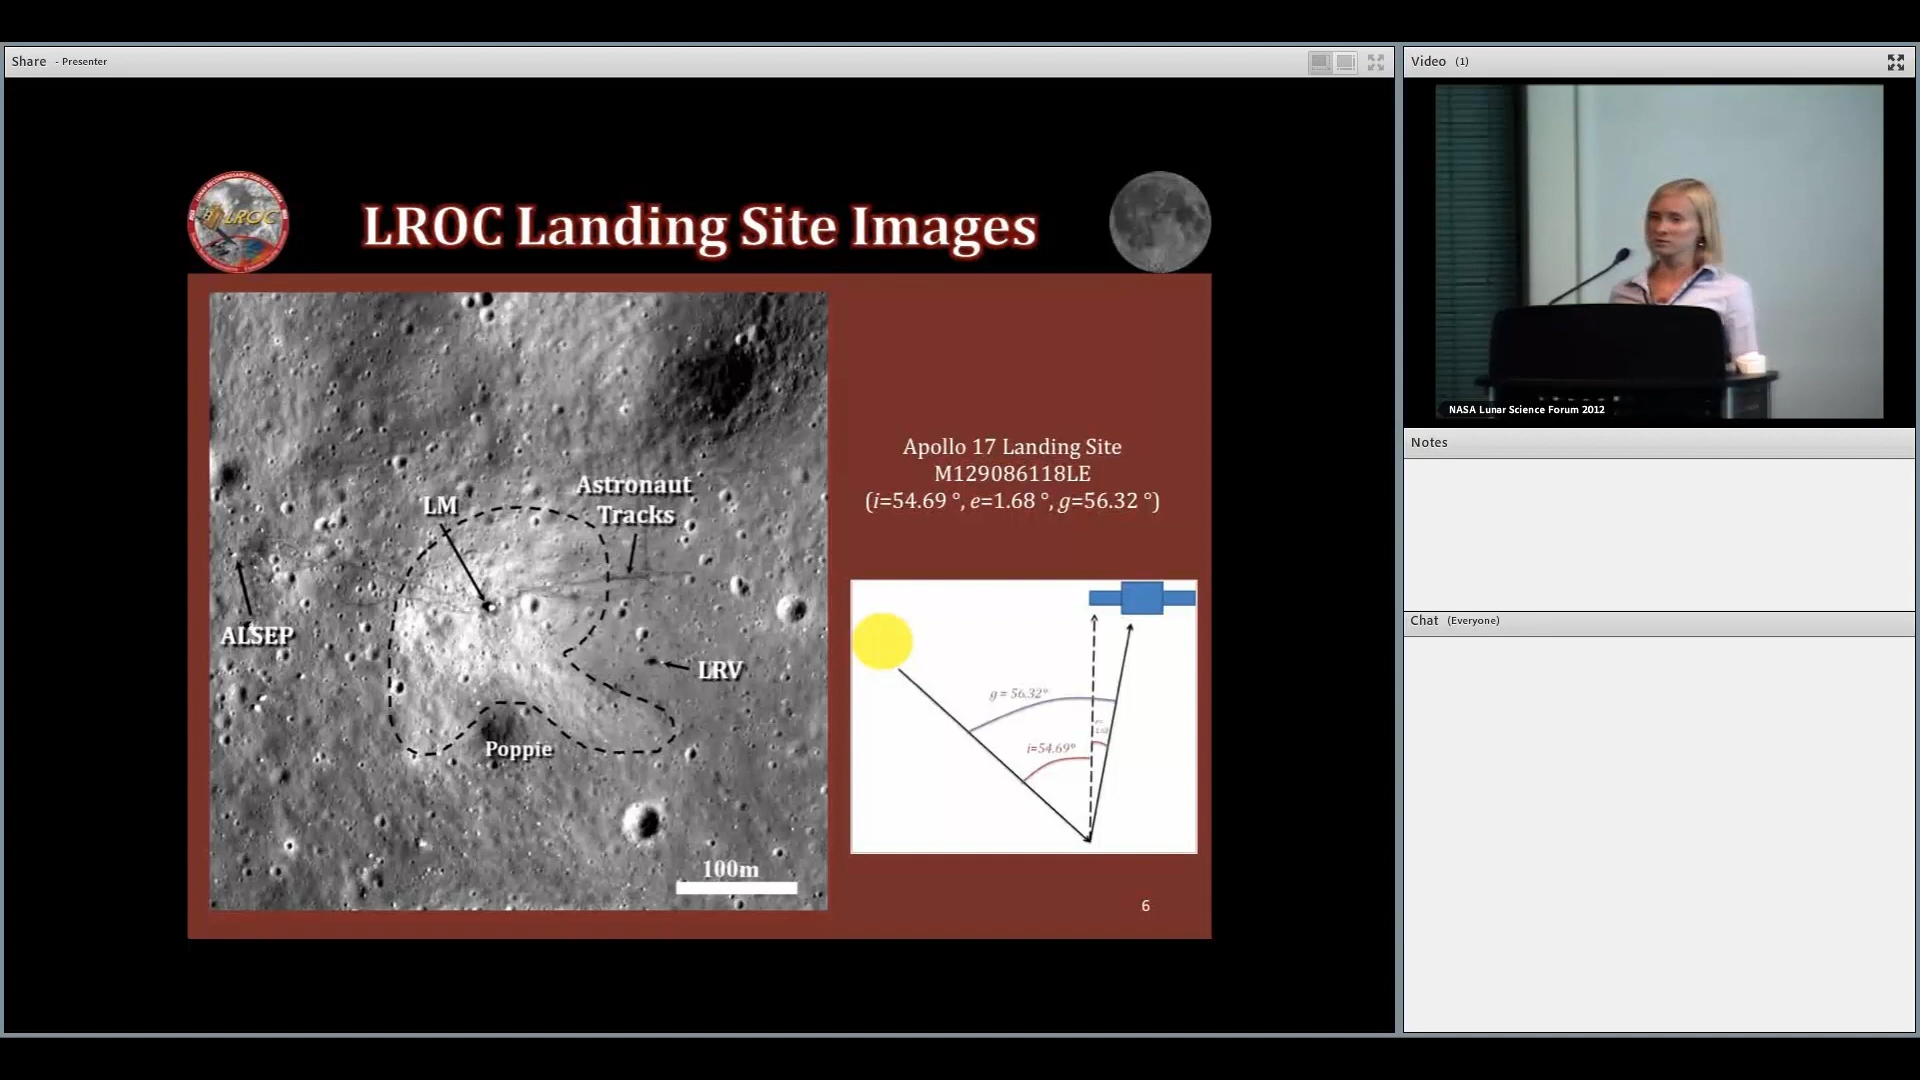 Share - Presenter
Video (1)
LROC
LROC Landing Site Images
NASA Lunar Science Forum 2012
Notes
Apollo 17 Landing Site
M129086118LE
(i=54.69 °, e=1.68 °, g=56.32 °)
LM
Astronaut
Tracks
ALSEP
LRV
Poppie
100m
g = 56.32°
i=54.69°
6
Chat (Everyone)